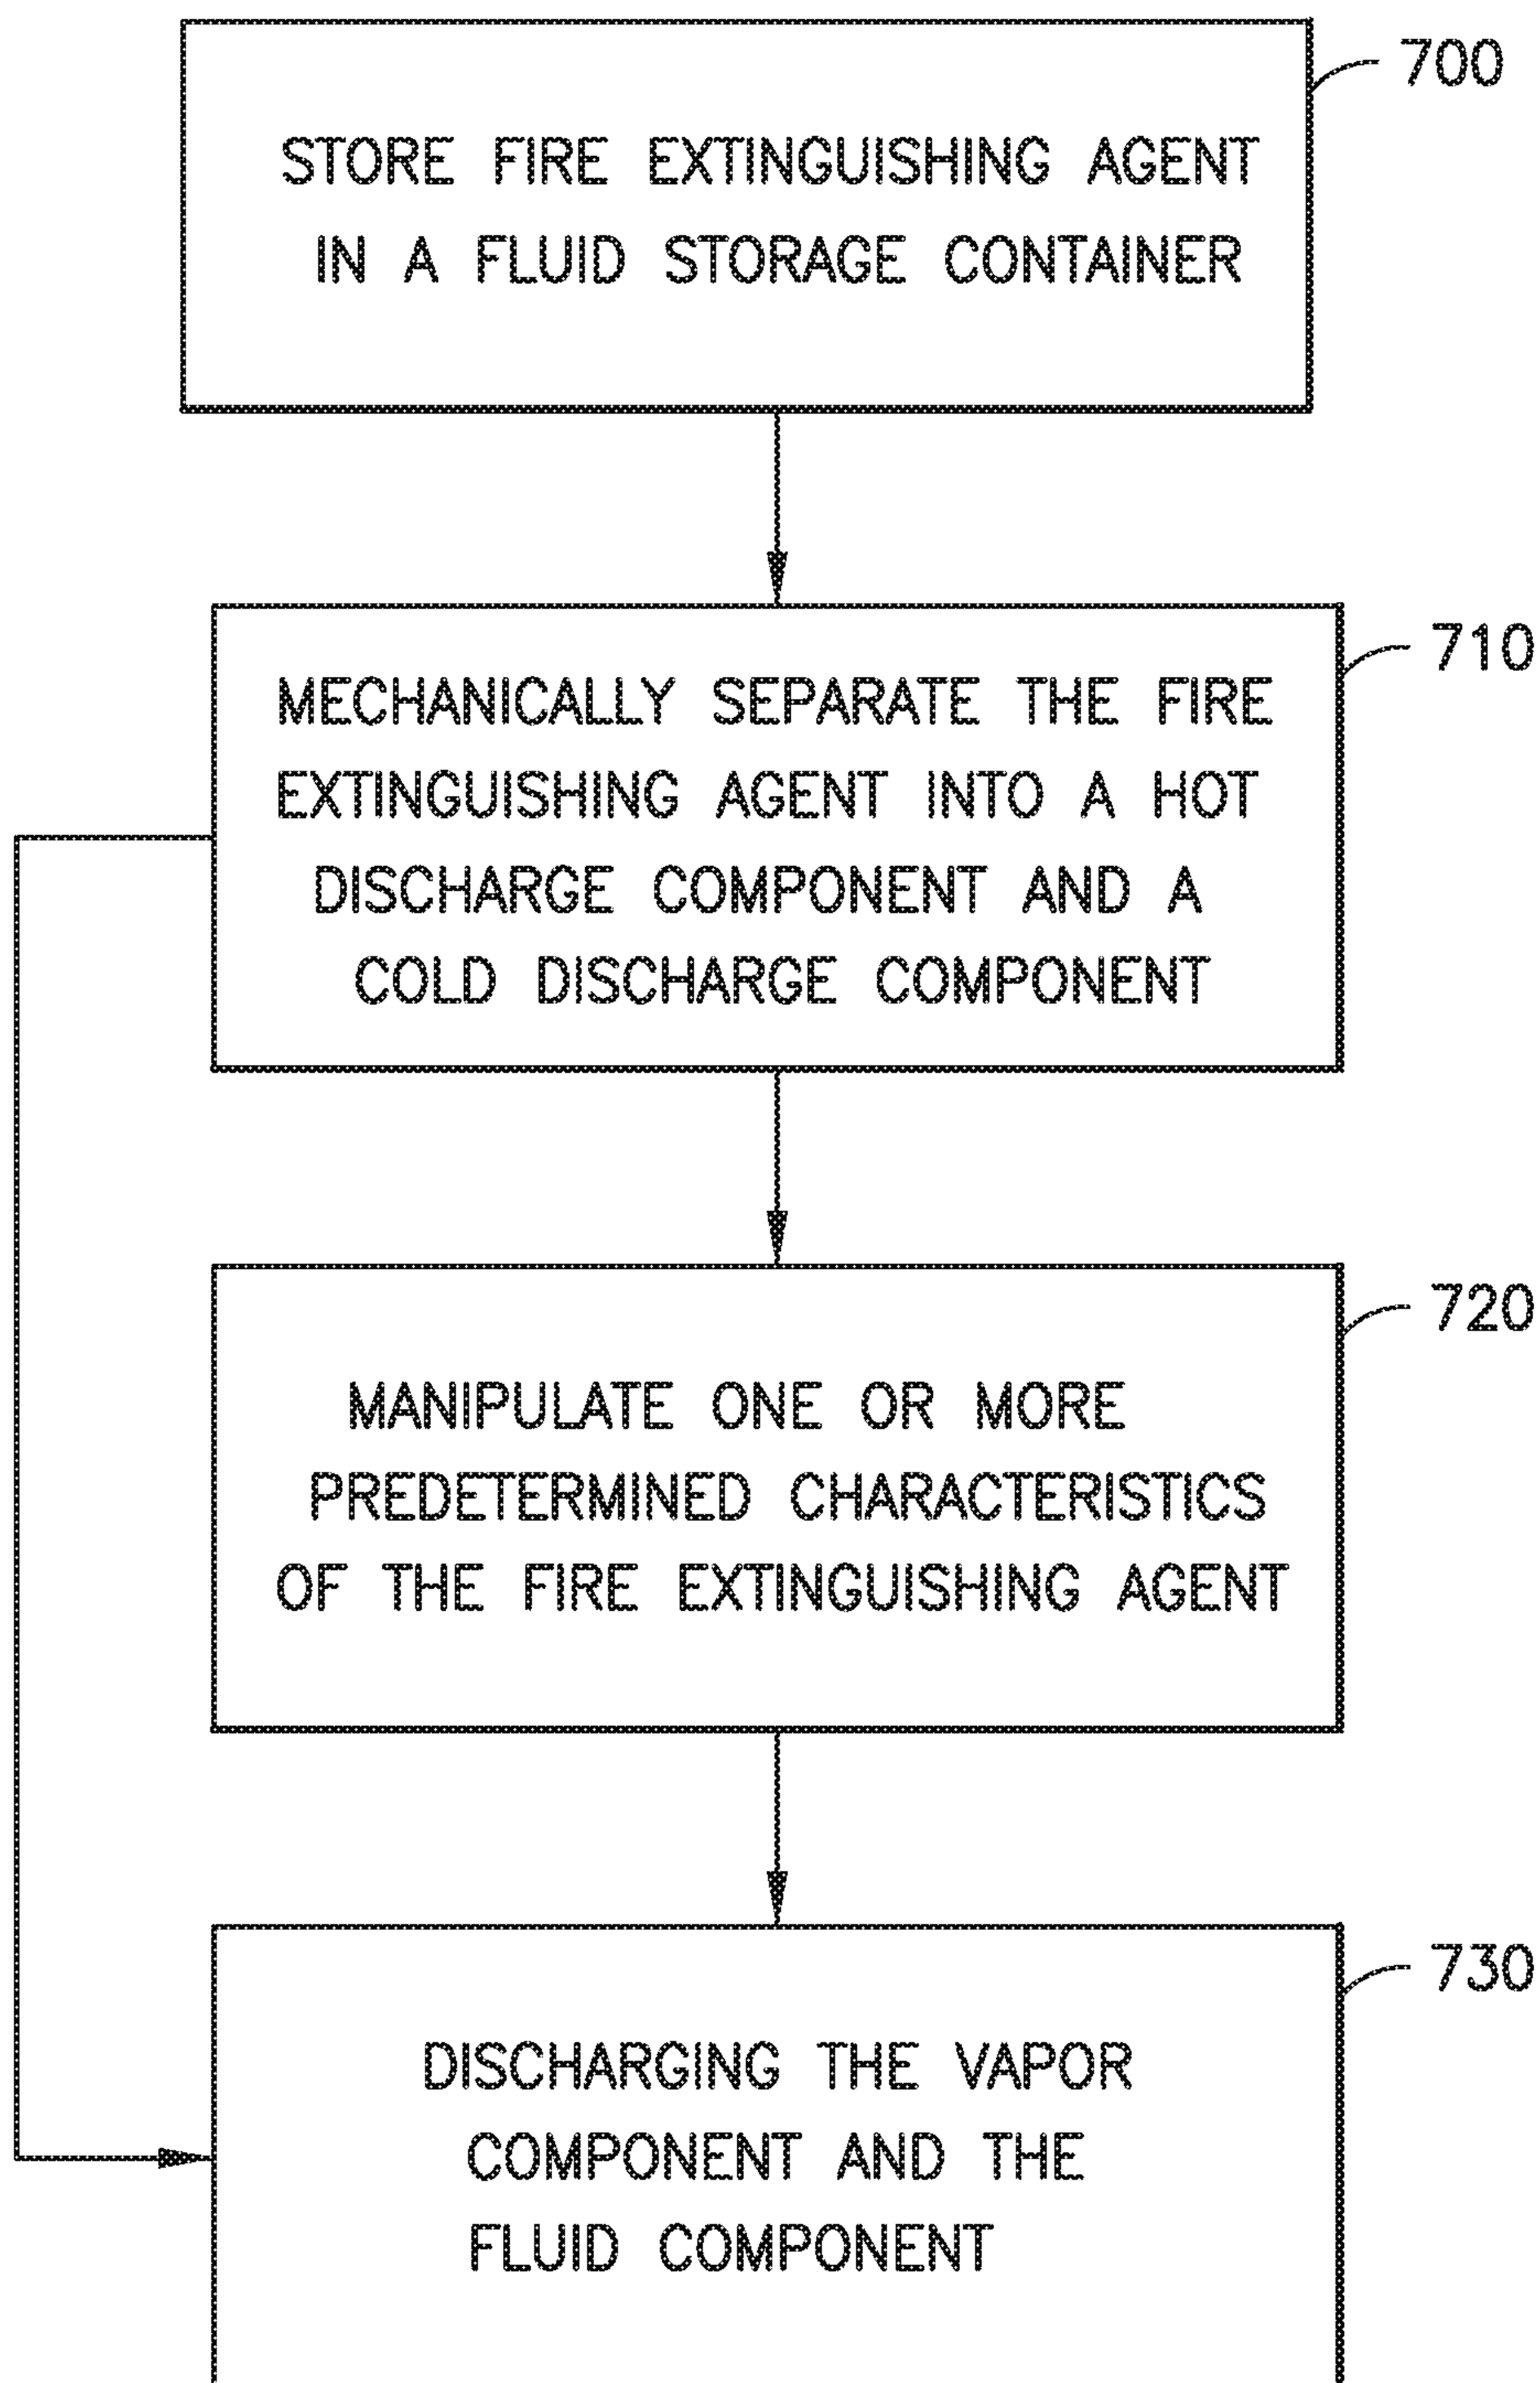 700
STORE FIRE EXTINGUISHING AGENT
IN A FLUID STORAGE CONTAINER
710
MECHANICALLY SEPARATE THE FIRE
EXTINGUISHING AGENT INTO A HOT
DISCHARGE COMPONENT AND A
COLD DISCHARGE COMPONENT
720
MANIPULATE ONE OR MORE
PREDETERMINED CHARACTERISTICS
OF THE FIRE EXTINGUISHING AGENT
730
DISCHARGING THE VAPOR
COMPONENT AND THE
FLUID COMPONENT